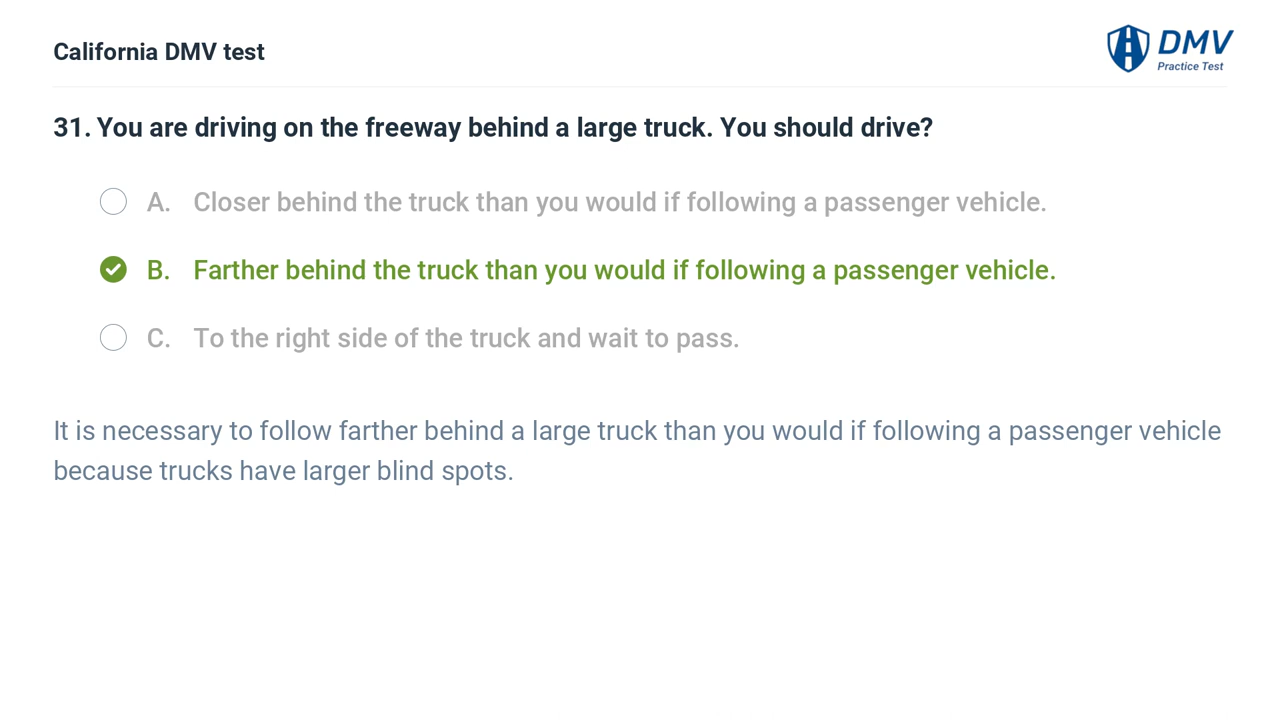 California DMV test
DMV
Practice Test
31. You are driving on the freeway behind a large truck. You should drive?
A. Closer behind the truck than you would if following a passenger vehicle.
B. Farther behind the truck than you would if following a passenger vehicle.
C. To the right side of the truck and wait to pass.
It is necessary to follow farther behind a large truck than you would if following a passenger vehicle
because trucks have larger blind spots.